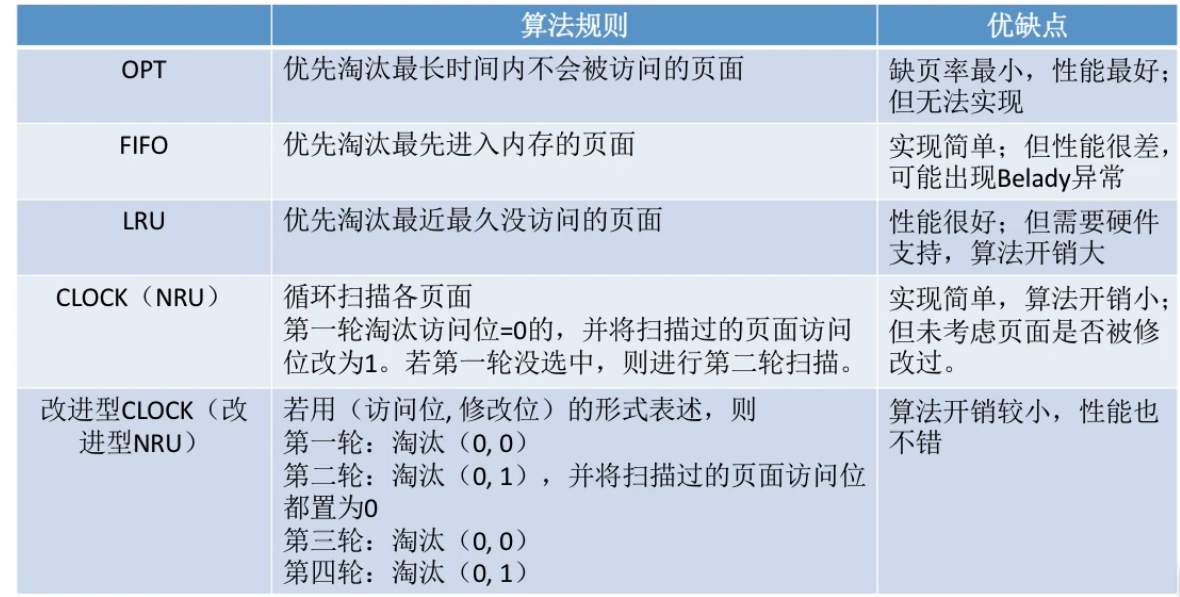 算法规则 优缺点
OPT 优先淘汰最长时间内不会被访问的页面 缺页率最小，性能最好；
但无法实现
FIFO 优先淘汰最先进入内存的页面 实现简单；但性能很差，
可能出现Belady异常
LRU 优先淘汰最近最久没访问的页面 性能很好；但需要硬件
支持，算法开销大
CLOCK（NRU） 循环扫描各页面 实现简单，算法开销小；
第一轮淘汰访问位=0的，并将扫描过的页面访问 但未考虑页面是否被修
位改为1。若第一轮没选中，则进行第二轮扫描。 改过。
改进型CLOCK（改 若用（访问位, 修改位）的形式表述，则 算法开销较小，性能也
进型NRU） 第一轮：淘汰（0, 0） 不错
第二轮：淘汰（0, 1），并将扫描过的页面访问位
都置为0
第三轮：淘汰（0, 0）
第四轮：淘汰（0, 1）